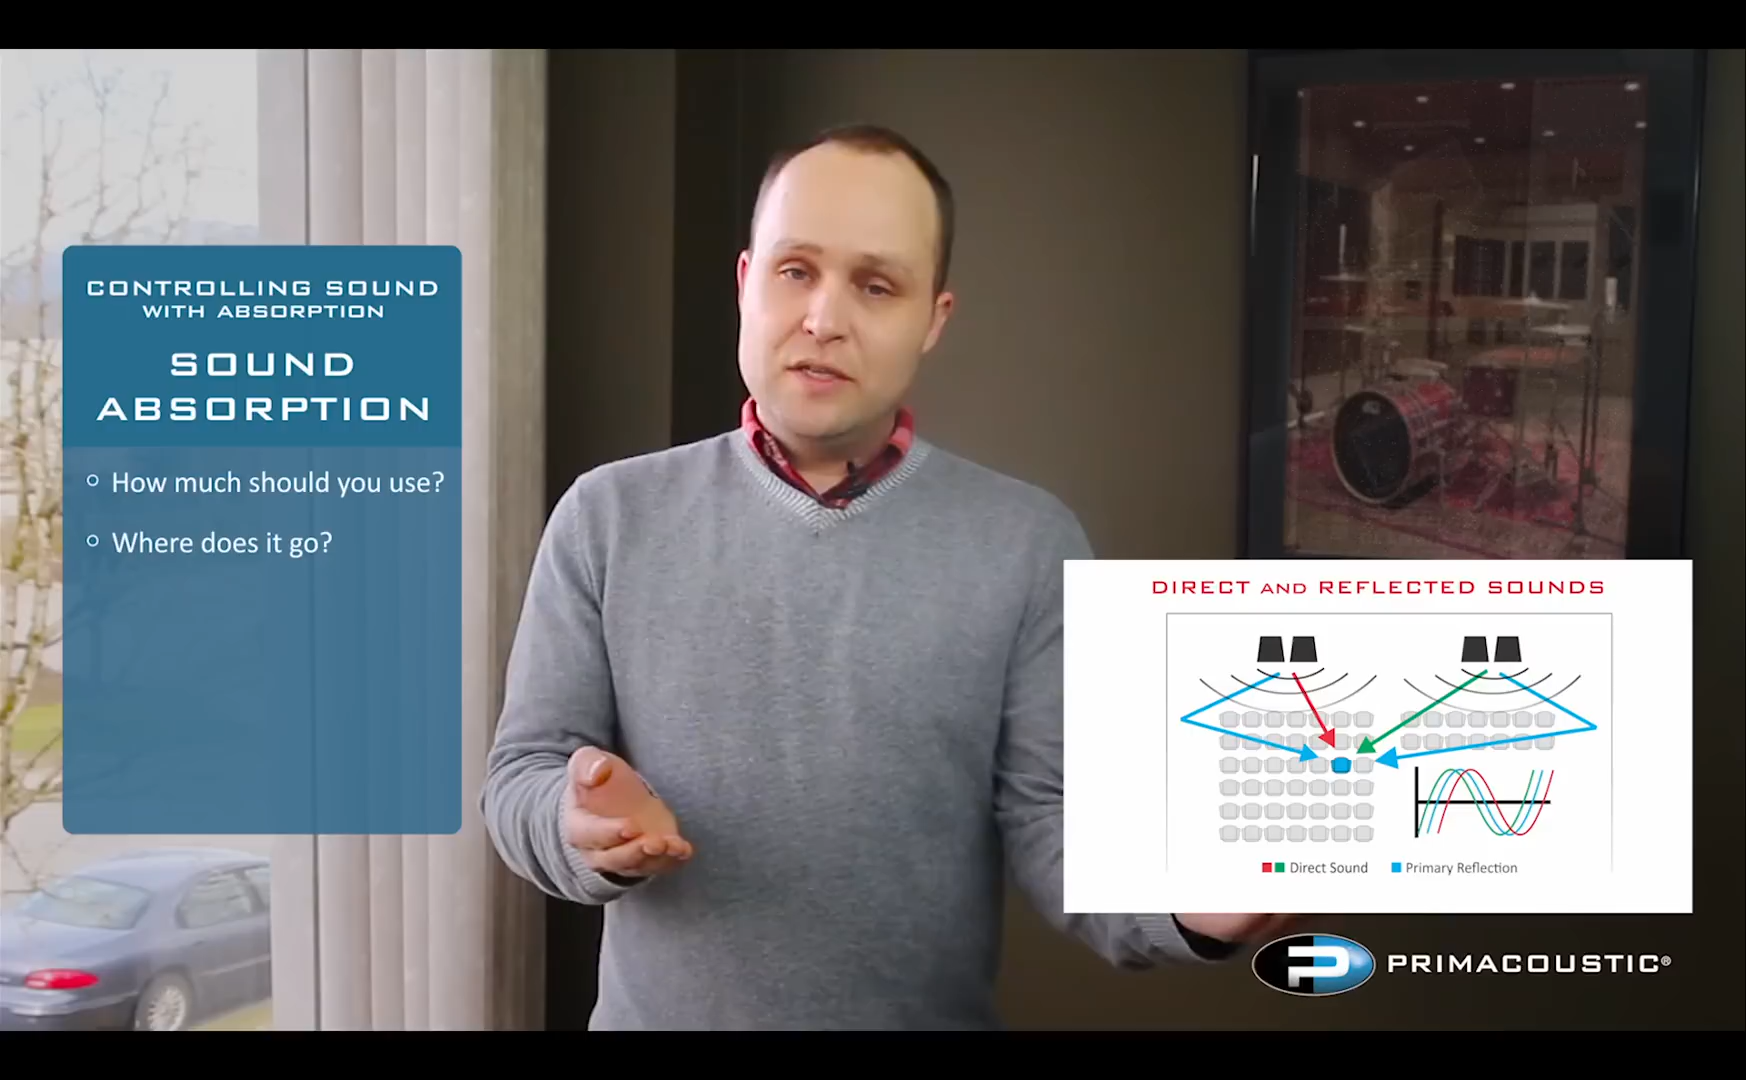 CONTROLLING SOUND
WITH ABSORPTION
SOUND
ABSORPTION
How much should you use?
Where does it go?
DIRECT AND REFLECTED SOUNDS
Direct Sound
Primary Reflection
PRIMACOUSTIC®